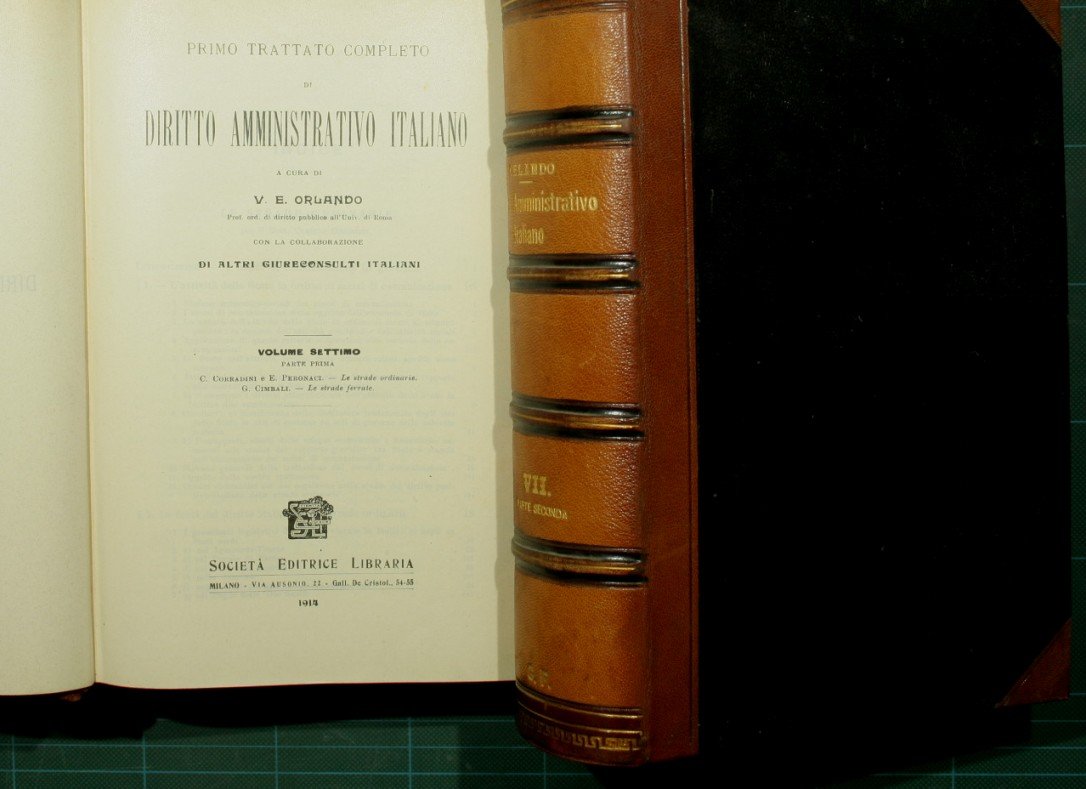 PRIMO TRATTATO COMPLETO
DI
DIRITTO AMMINISTRATIVO ITALIANO
A CURA DI
V. E. ORLANDO
Prof. ord. di diritto pubblico all'Univ. di Roma
CON LA COLLABORAZIONE
DI ALTRI GIURECONSULTI ITALIANI
VOLUME SETTIMO
PARTE PRIMA
C. CORRADINI e E. PERONACI. — Le strade ordinarie.
G. CIMBALI. — Le strade ferrate.
SOCIETÀ EDITRICE LIBRARIA
MILANO - VIA AUSONIO, 22 - Gall. De Cristof., 54-55
1914
Amministrativo
Italiano
VII.
PARTE SECONDA